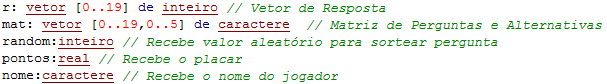 r: vetor [0..19] de inteiro // Vetor de Resposta
mat: vetor [0..19,0..5] de caractere // Matriz de Perguntas e Alternativas
random:inteiro // Recebe valor aleatório para sortear pergunta
pontos:real // Recebe o placar
nome:caractere // Recebe o nome do jogador